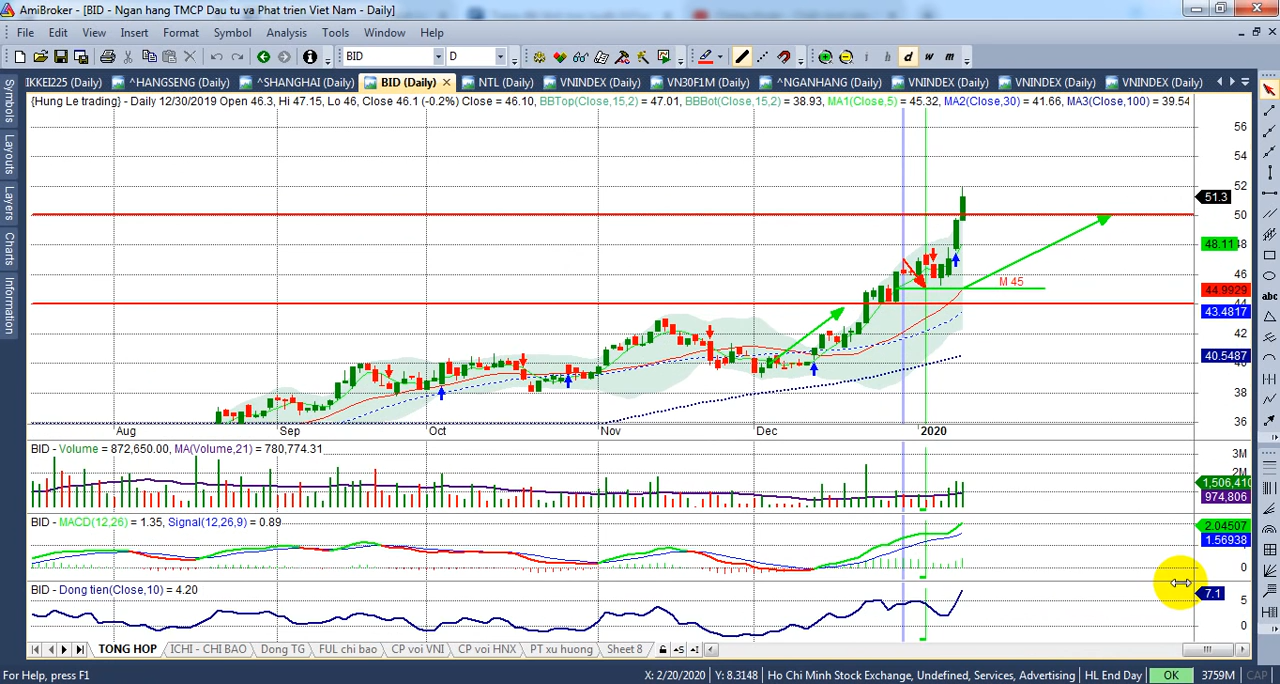 AmiBroker - [BID - Ngan hang TMCP Dau tu va Phat trien Viet Nam - Daily]
File Edit View Insert Format Symbol Analysis Tools Window Help
BID D h d w m
IKKEI225 (Daily) ^HANGSENG (Daily) ^SHANGHAI (Daily) BID (Daily) NTL (Daily) VNINDEX (Daily) VN30F1M (Daily) ^NGANHANG (Daily) VNINDEX (Daily) VNINDEX (Daily) VNINDEX (Daily)
Symbols
Layouts
Layers
Charts
Information
{Hung Le trading} - Daily 12/30/2019 Open 46.3, Hi 47.15, Lo 46, Close 46.1 (-0.2%) Close = 46.10, BBTop(Close,15,2) = 47.01, BBBot(Close,15,2) = 38.93, MA1(Close,5) = 45.32, MA2(Close,30) = 41.66, MA3(Close,100) = 39.54
56
54
52
51.3
50
48.11 48
46
M 45
44.9929
44
43.4817
42
40.5487
40
38
36
Aug Sep Oct Nov Dec 2020
BID - Volume = 872,650.00, MA(Volume,21) = 780,774.31
3M
2M
1,506,410
974,806
BID - MACD(12,26) = 1.35, Signal(12,26,9) = 0.89
2.04507
1.56938
0
BID - Dong tien(Close,10) = 4.20
7.1
5
0
abc
TONG HOP ICHI - CHI BAO Dong TG FUL chi bao CP voi VNI CP voi HNX PT xu huong Sheet 8
For Help, press F1 X: 2/20/2020 Y: 8.3148 Ho Chi Minh Stock Exchange, Undefined, Services, Advertising HL End Day OK 3759M CAP